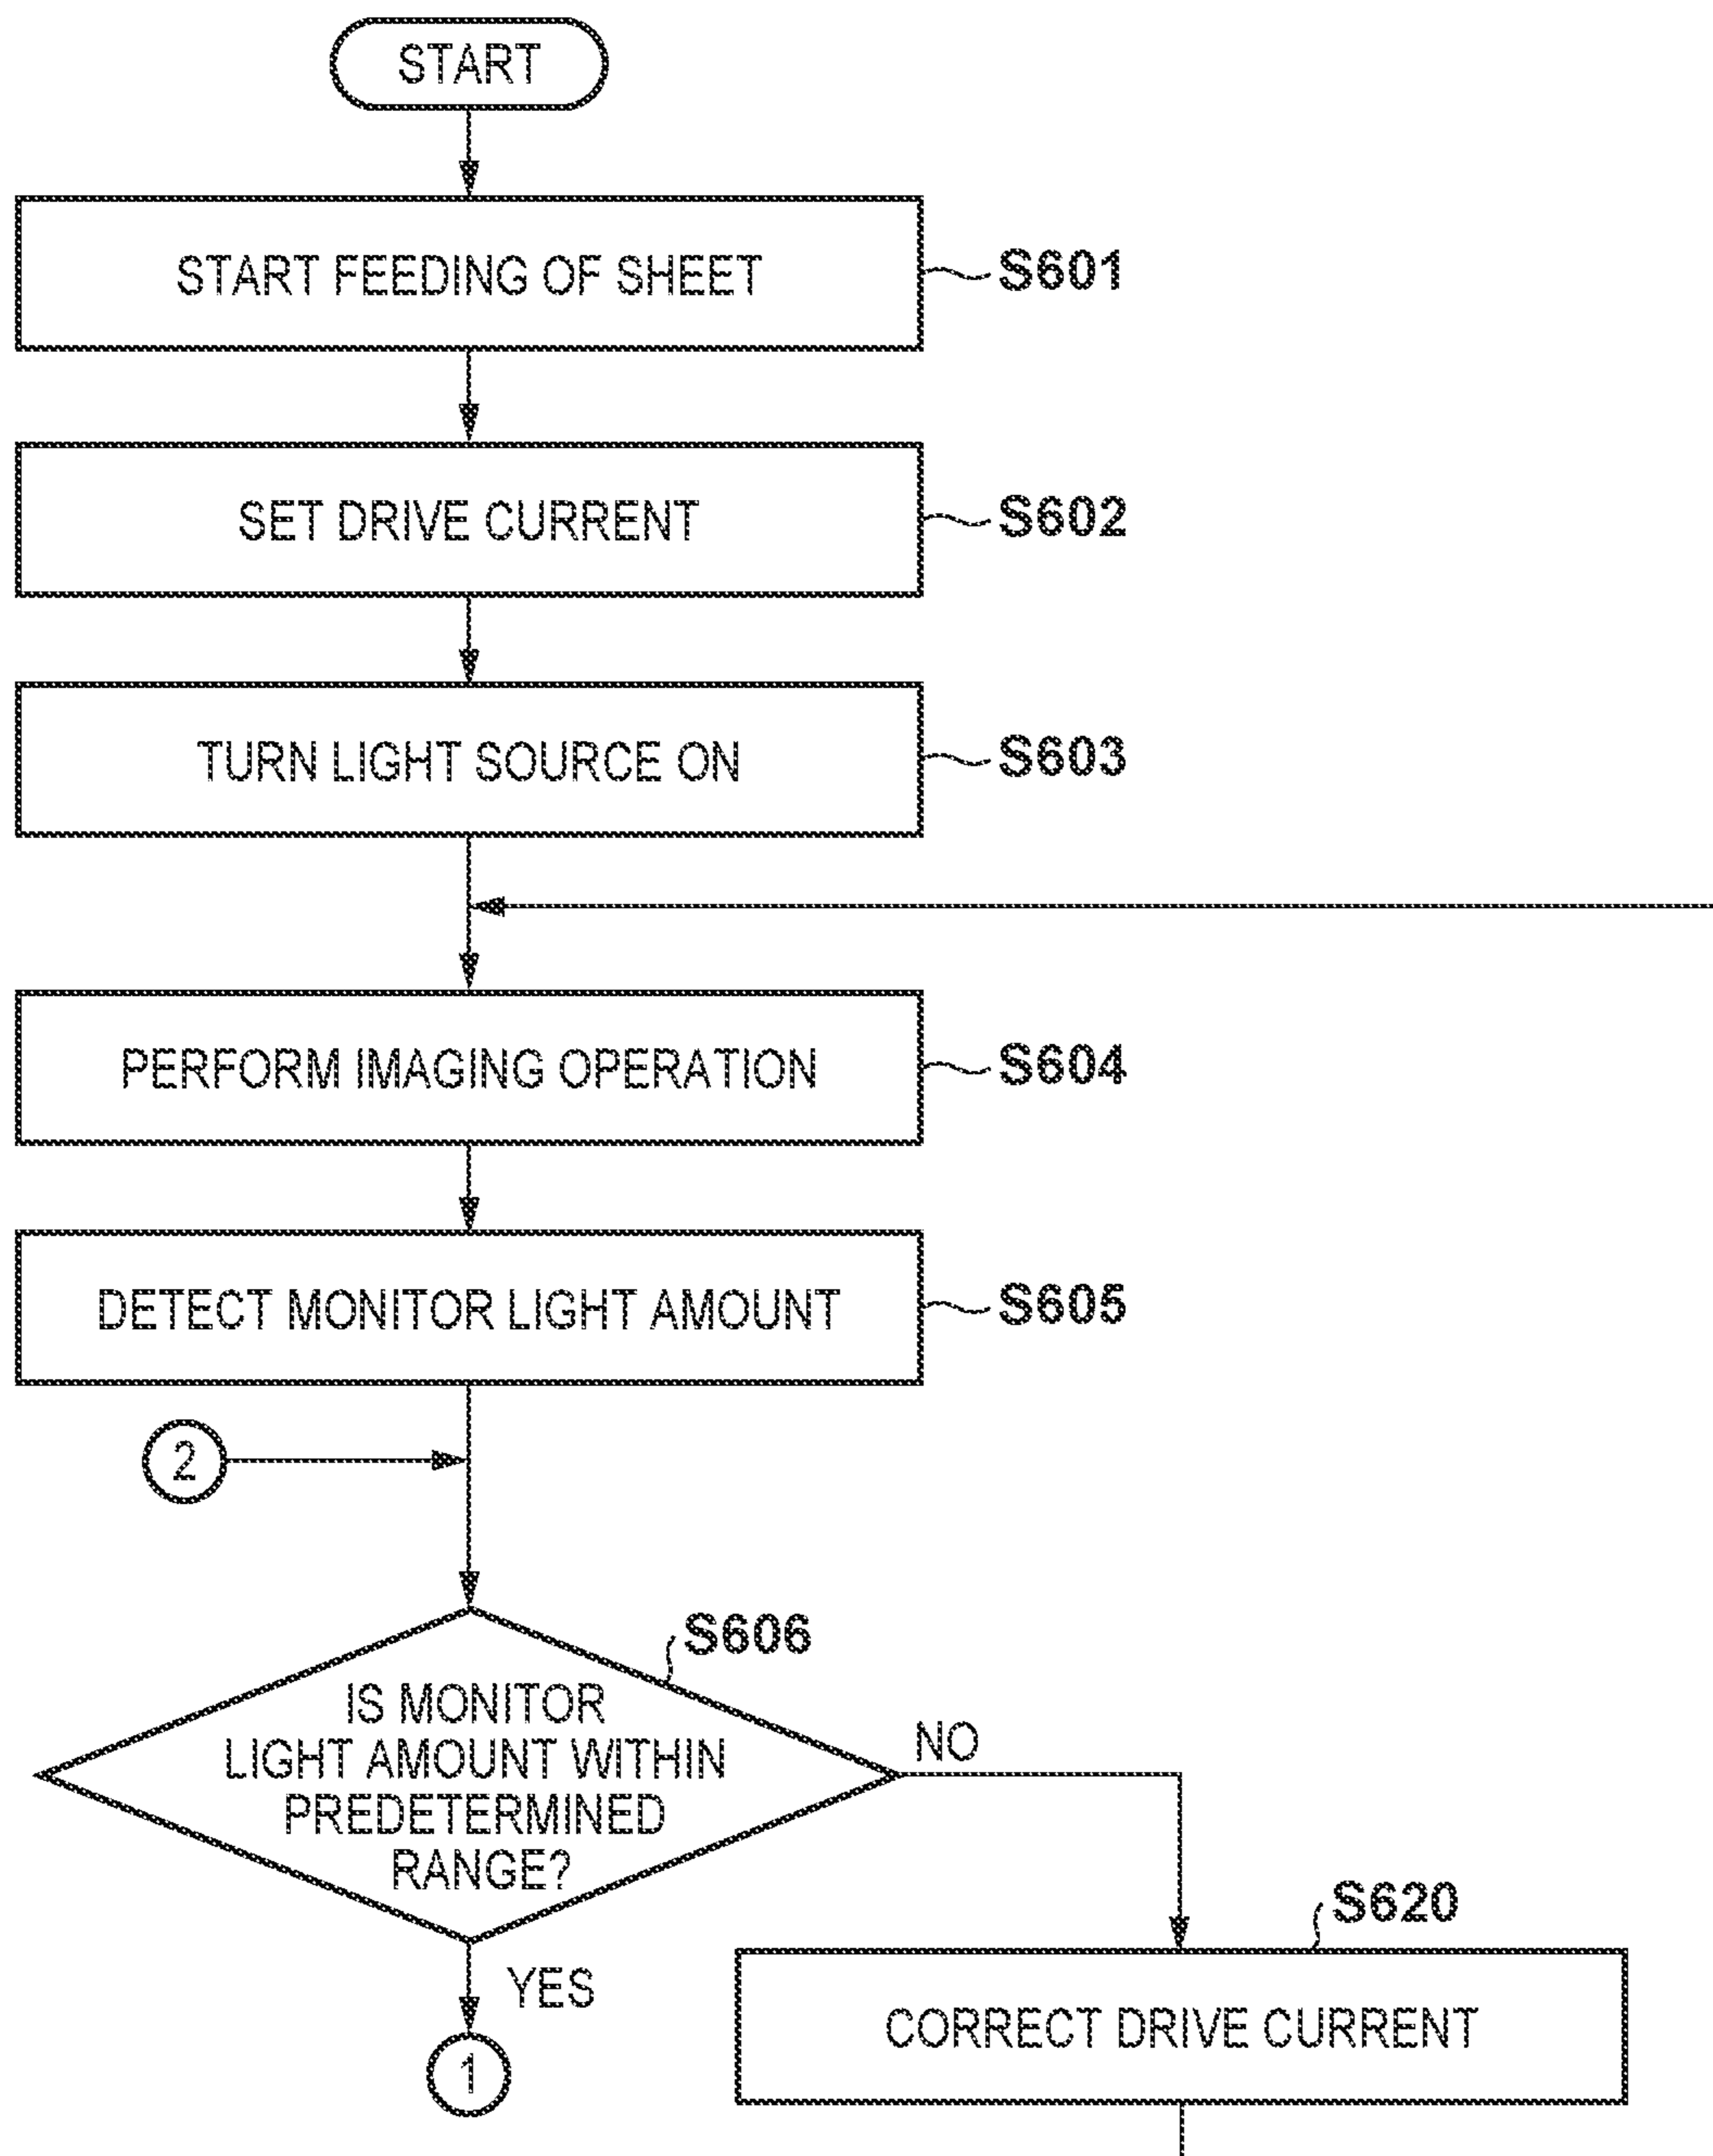 START
START FEEDING OF SHEET
S601
SET DRIVE CURRENT
S602
TURN LIGHT SOURCE ON
S603
PERFORM IMAGING OPERATION
S604
DETECT MONITOR LIGHT AMOUNT
S605
2
S606
IS MONITOR
LIGHT AMOUNT WITHIN
PREDETERMINED
RANGE?
NO
YES
1
S620
CORRECT DRIVE CURRENT